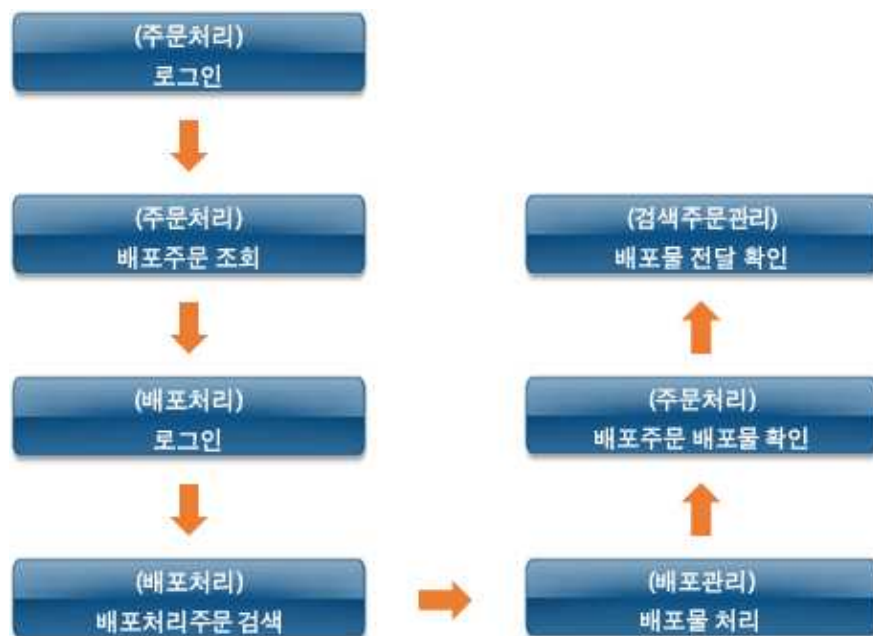 (주문처리)
로그인
(주문처리)
배포주문 조회
(배포처리)
로그인
(배포처리)
배포처리주문 검색
(배포관리)
배포물 처리
(주문처리)
배포주문 배포물 확인
(검색주문관리)
배포물 전달 확인